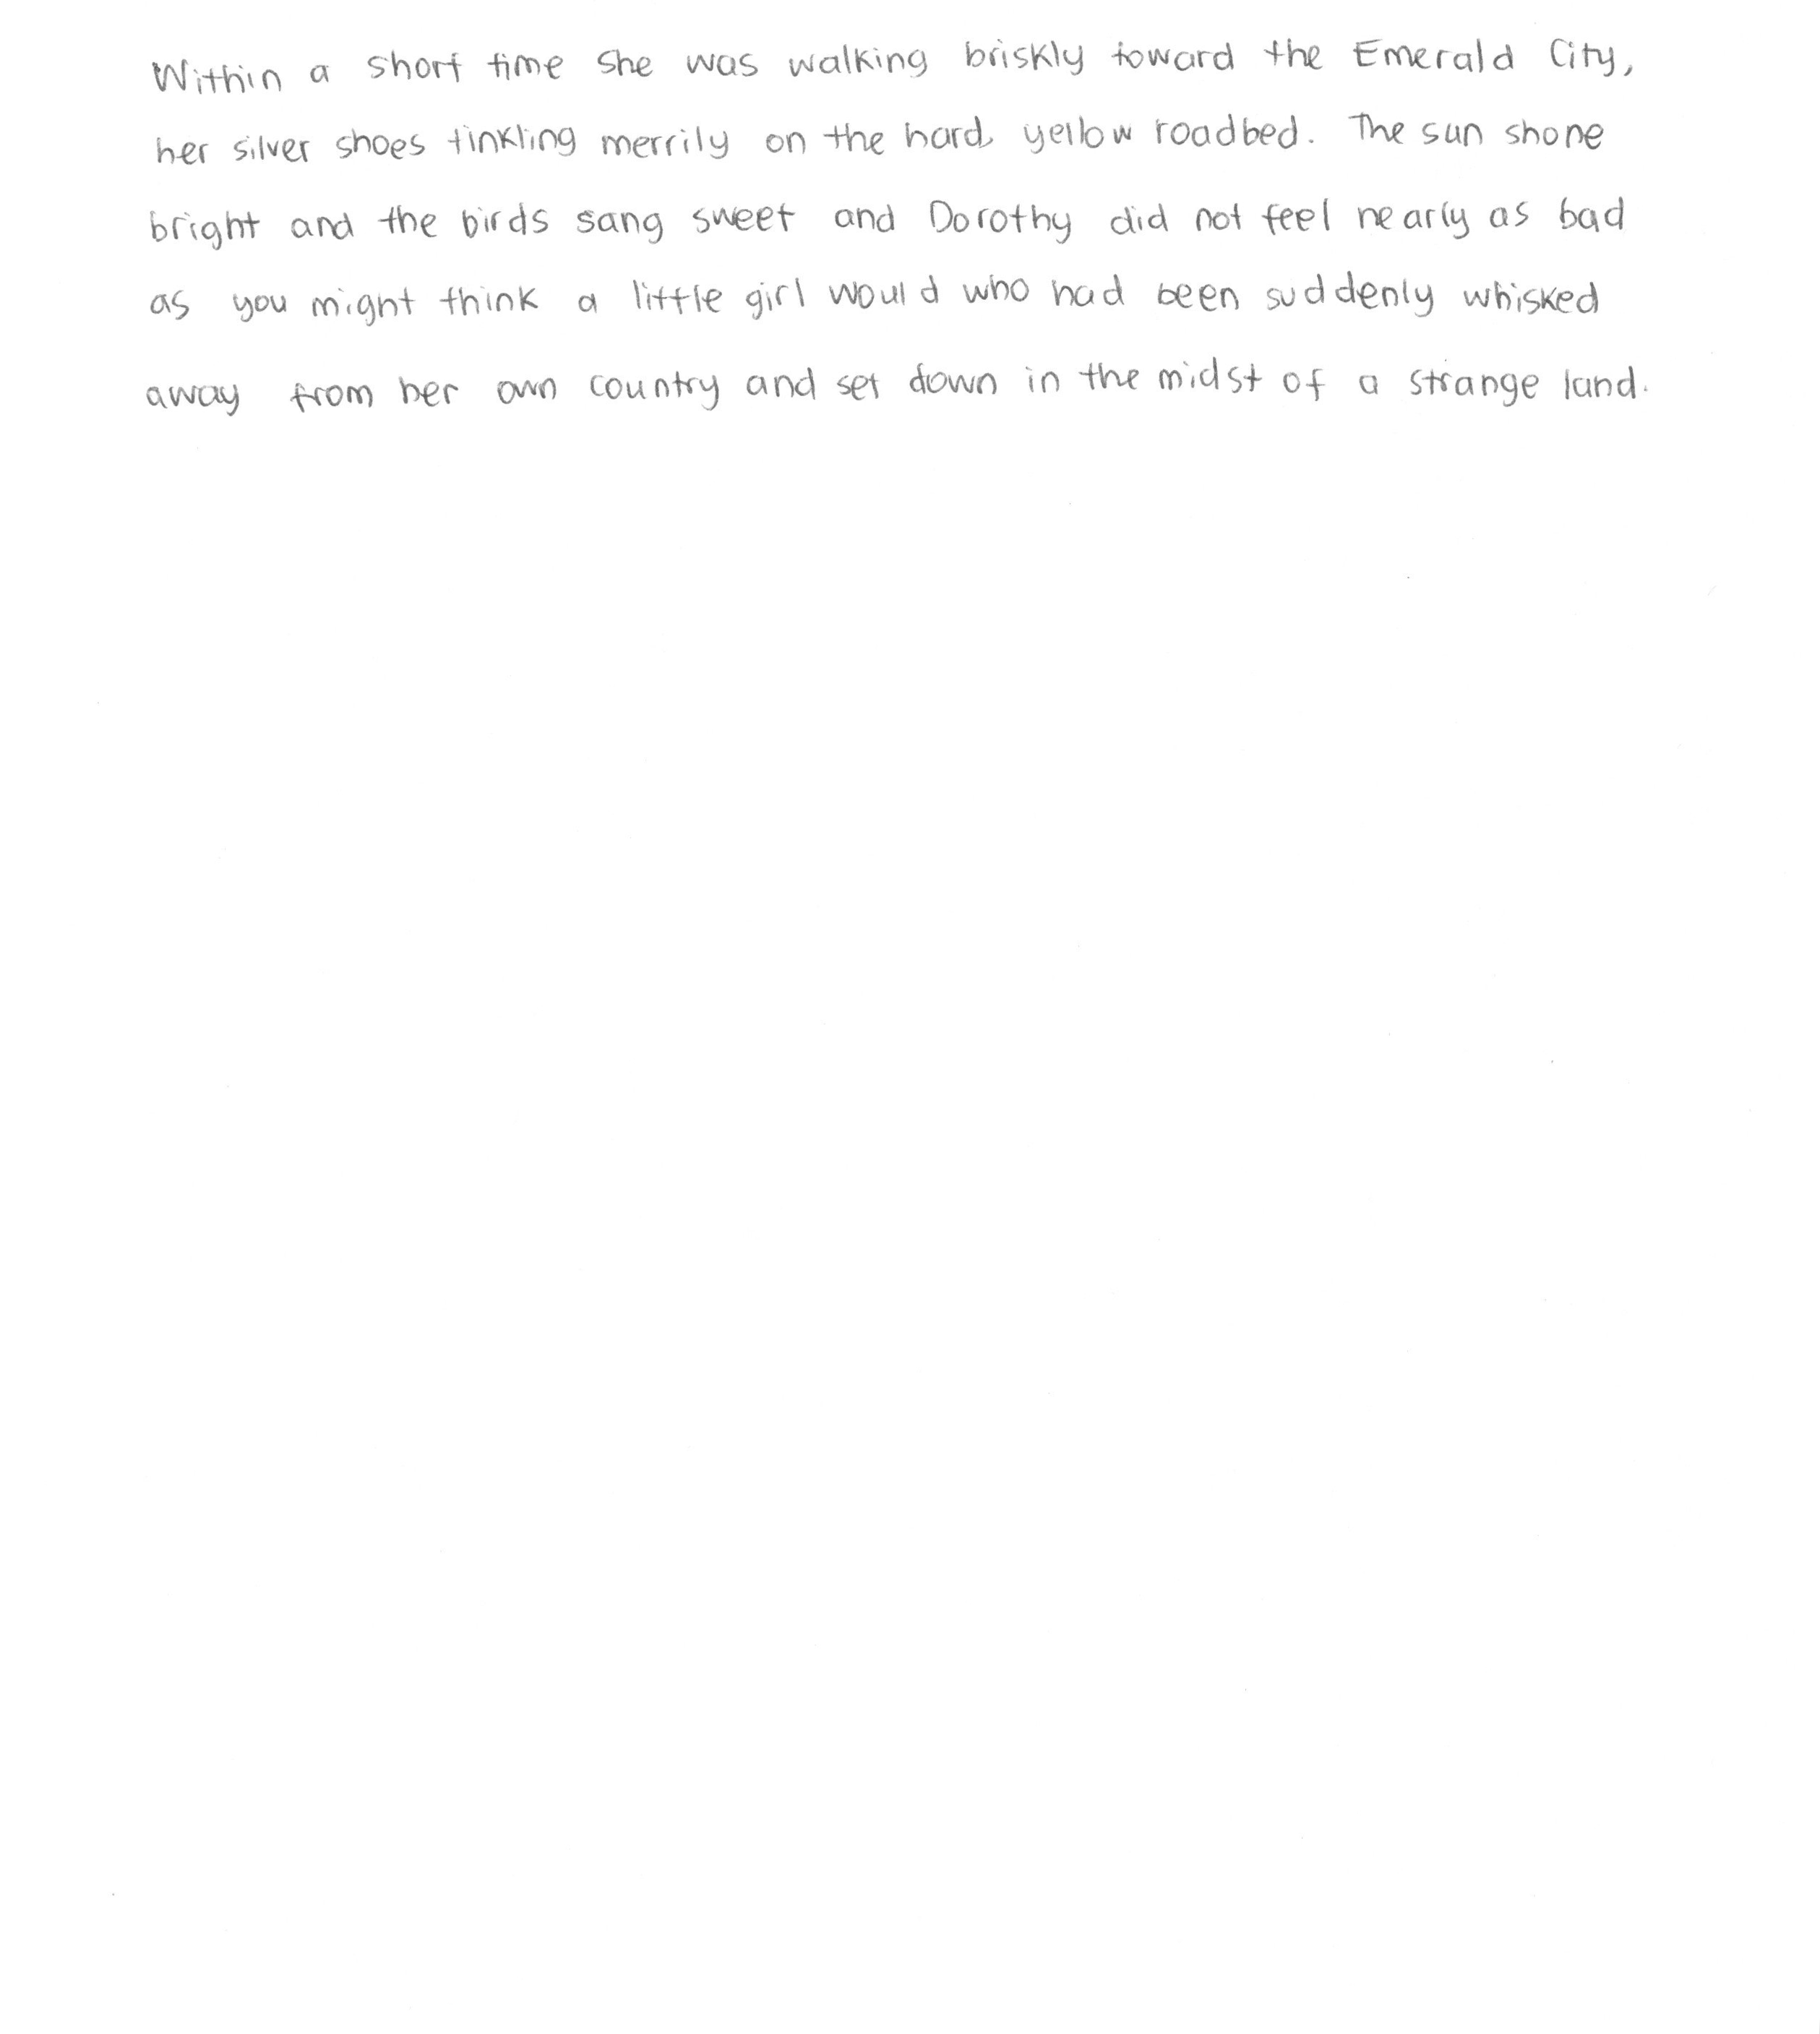 Within a short time she was walking briskly toward the Emerald City,
her silver shoes tinkling merrily on the hard, yellow roadbed. The sun shone
bright and the birds sang sweet and Dorothy did not feel nearly as bad
as you might think a little girl would who had been suddenly whisked
away from her own country and set down in the midst of a strange land.